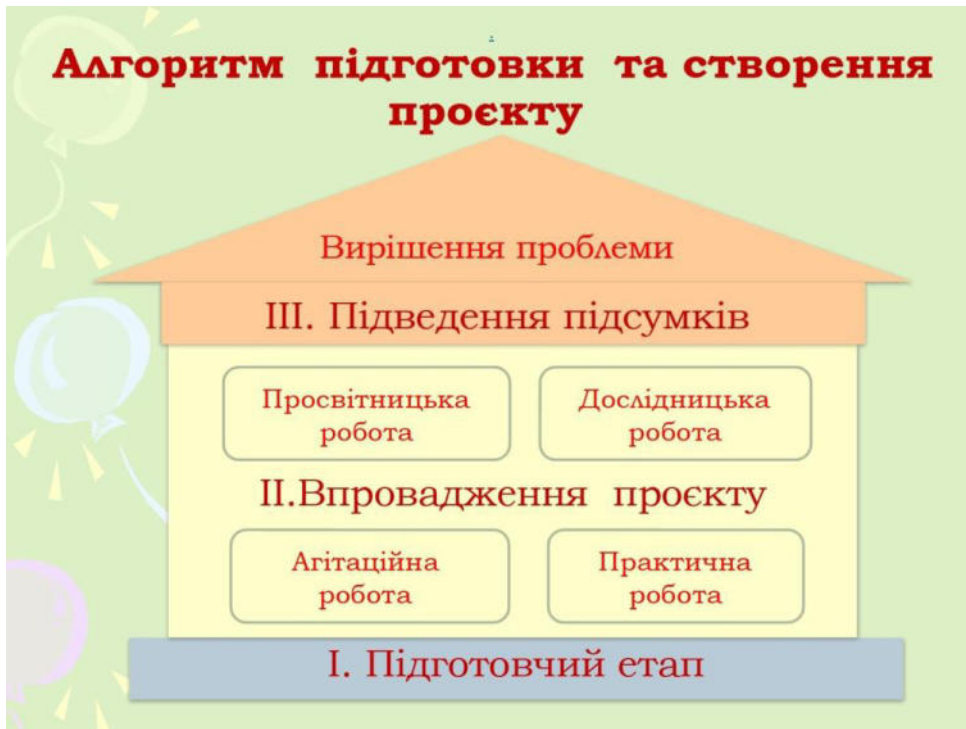 Алгоритм підготовки та створення
проєкту
Вирішення проблеми
III. Підведення підсумків
Просвітницька
робота
Дослідницька
робота
II.Впровадження проєкту
Агітаційна
робота
Практична
робота
I. Підготовчий етап